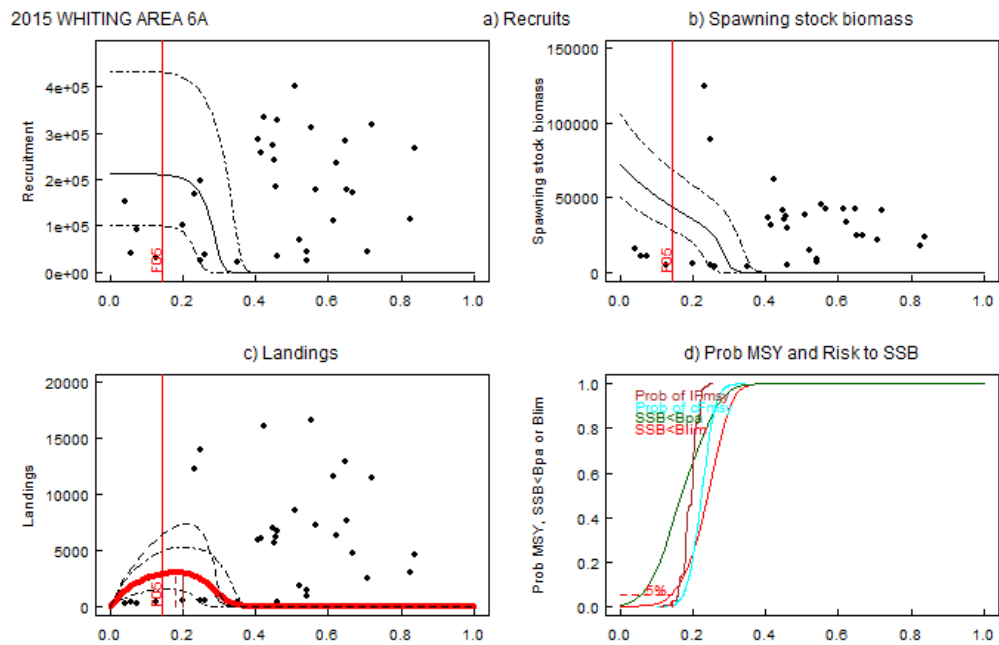 2015 WHITING AREA 6A
a) Recruits
b) Spawning stock biomass
Recruitment
4e+05
3e+05
2e+05
1e+05
0e+00
F05
0.0 0.2 0.4 0.6 0.8 1.0
Spawning stock biomass
150000
100000
50000
0
F05
0.0 0.2 0.4 0.6 0.8 1.0
c) Landings
d) Prob MSY and Risk to SSB
Landings
20000
15000
10000
5000
0
F05
0.0 0.2 0.4 0.6 0.8 1.0
Prob MSY, SSB<Bpa or Blim
1.0
0.8
0.6
0.4
0.2
0.0
Prob of lFmsy
Prob of cFmsy
SSB<Bpa
SSB<Blim
5%
0.0 0.2 0.4 0.6 0.8 1.0